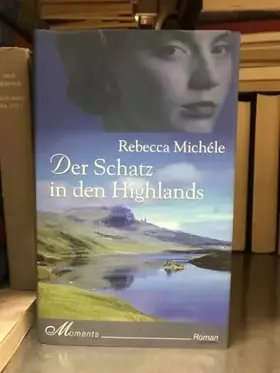 Rebecca Michéle
Der Schatz
in den Highlands
Moments
Roman